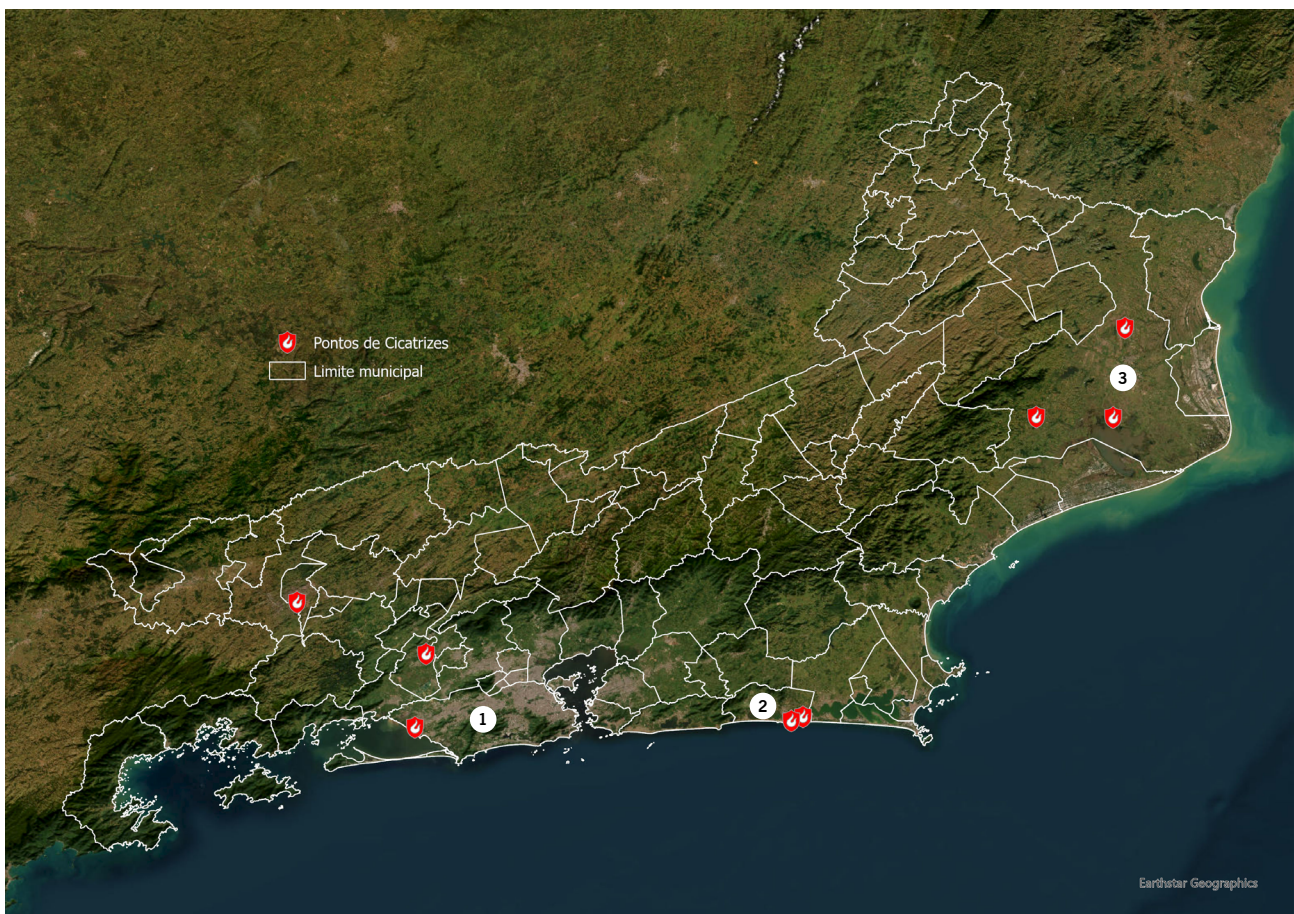 Pontos de Cicatrizes
Limite municipal
3
2
1
Earthstar Geographics